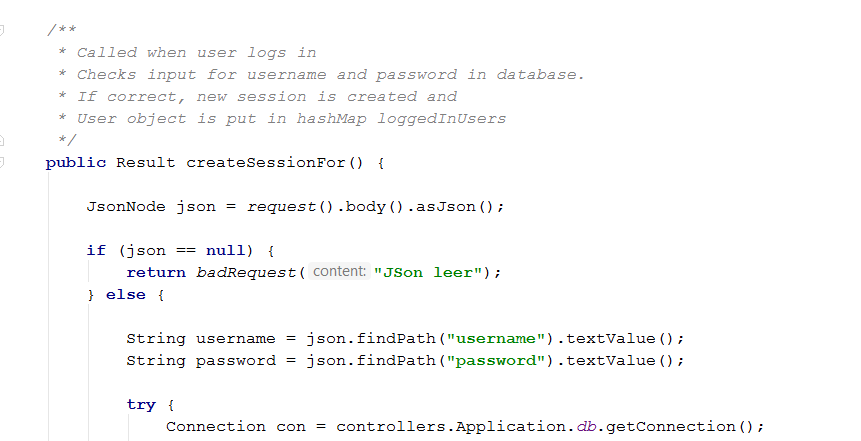 /**
* Called when user logs in
* Checks input for username and password in database.
* If correct, new session is created and
* User object is put in hashMap loggedInUsers
*/
public Result createSessionFor() {
JsonNode json = request().body().asJson();
if (json == null) {
return badRequest( content: "JSon leer");
} else {
String username = json.findPath("username").textValue();
String password = json.findPath("password").textValue();
try {
Connection con = controllers.Application.db.getConnection();